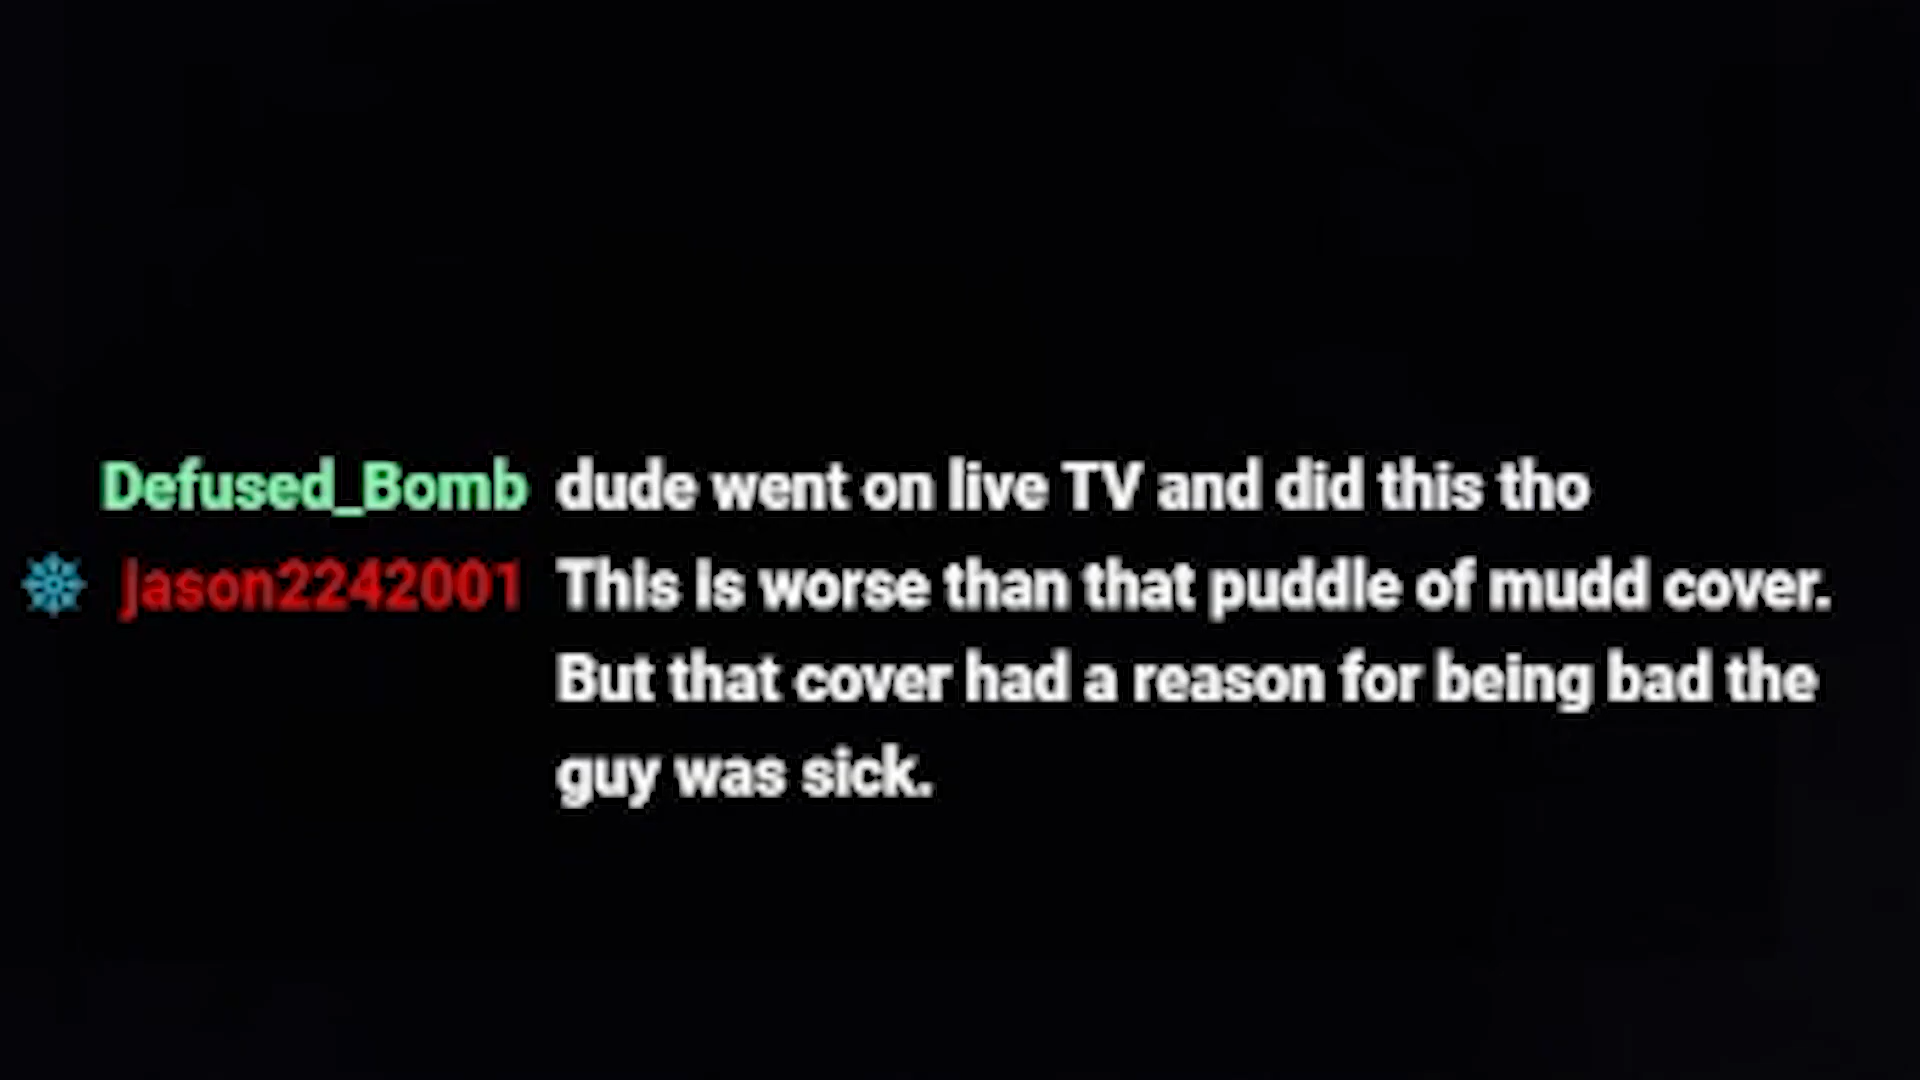 Defused_Bomb dude went on live TV and did this tho
jason2242001 This is worse than that puddle of mudd cover.
But that cover had a reason for being bad the
guy was sick.